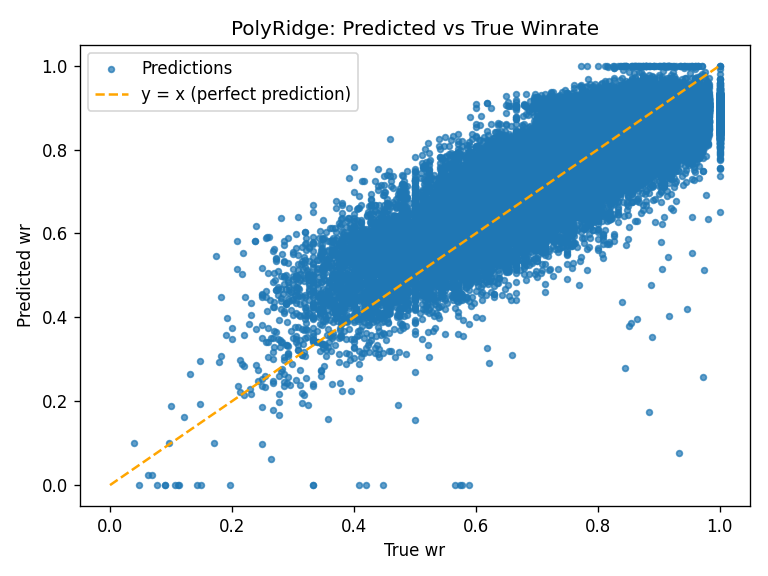 PolyRidge: Predicted vs True Winrate
Predictions
y = x (perfect prediction)
Predicted wr
1.0
0.8
0.6
0.4
0.2
0.0
0.0 0.2 0.4 0.6 0.8 1.0
True wr